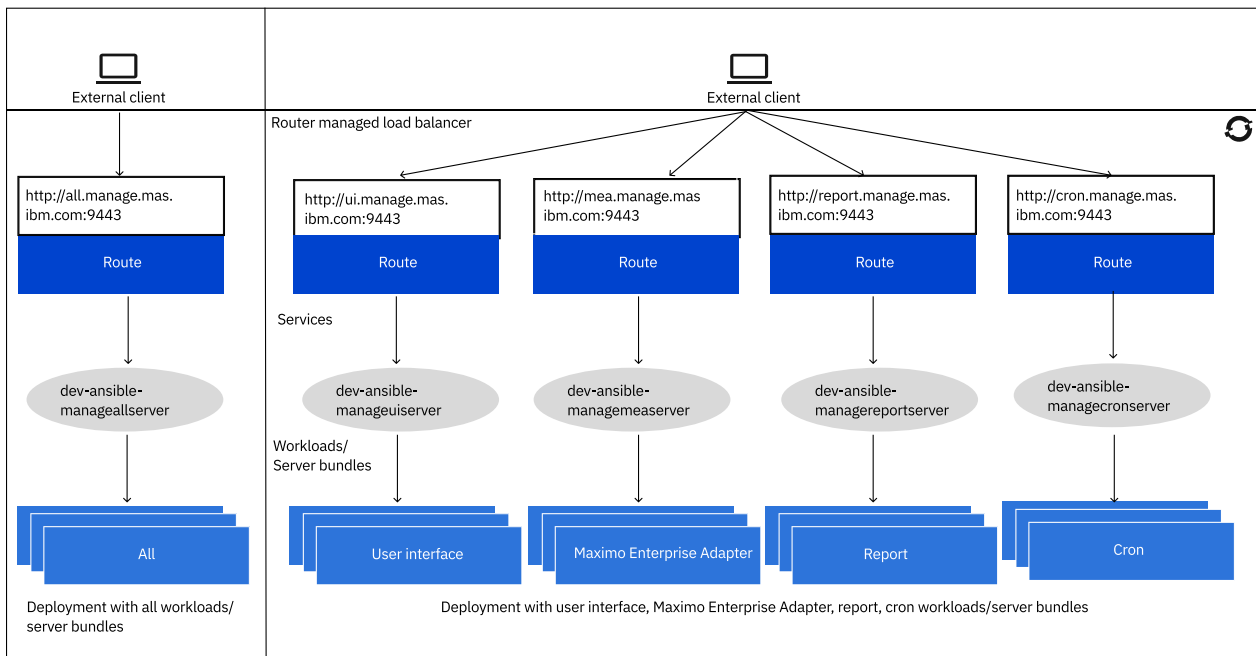 External client
External client
Router managed load balancer
http://all.manage.mas.
ibm.com:9443
http://ui.manage.mas.
ibm.com:9443
http://mea.manage.mas
ibm.com:9443
http://report.manage.mas.
ibm.com:9443
http://cron.manage.mas.
ibm.com:9443
Route
Route
Route
Route
Route
Services
dev-ansible-
manageallserver
dev-ansible-
manageuiserver
dev-ansible-
managemeaserver
dev-ansible-
managereportserver
dev-ansible-
managecronserver
Workloads/
Server bundles
All
User interface
Maximo Enterprise Adapter
Report
Cron
Deployment with all workloads/
server bundles
Deployment with user interface, Maximo Enterprise Adapter, report, cron workloads/server bundles